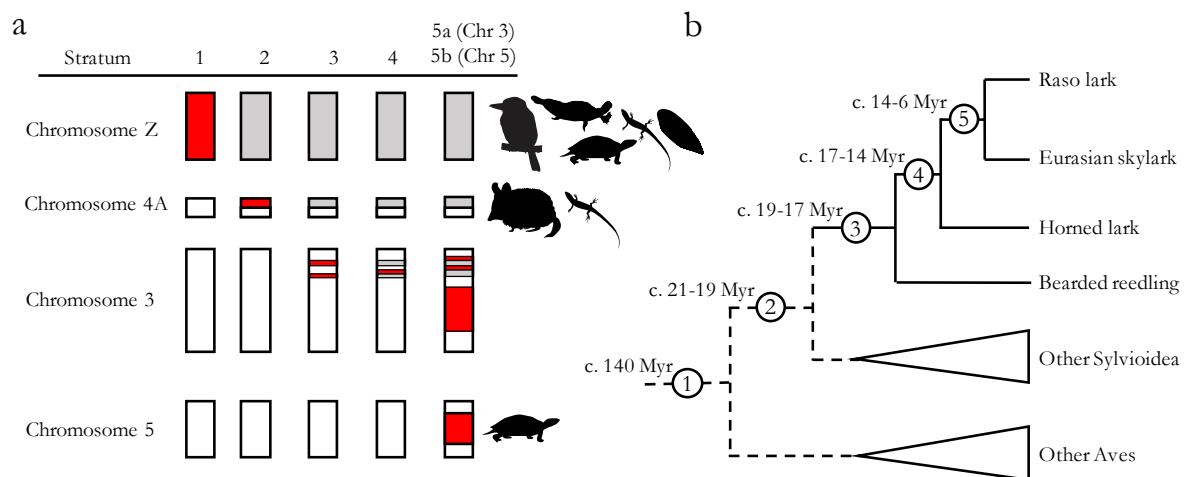 a
5a (Chr 3)
Stratum 1 2 3 4 5b (Chr 5)
Chromosome Z
Chromosome 4A
Chromosome 3
Chromosome 5
b
Raso lark
c. 14-6 Myr
5
Eurasian skylark
c. 17-14 Myr
4
Horned lark
c. 19-17 Myr
3
Bearded reedling
c. 21-19 Myr
2
Other Sylvioidea
c. 140 Myr
1
Other Aves